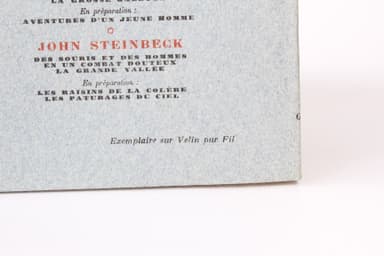 En préparation :
AVENTURES D'UN JEUNE HOMME
JOHN STEINBECK
DES SOURIS ET DES HOMMES
EN UN COMBAT DOUTEUX
LA GRANDE VALLÉE
En préparation :
LES RAISINS DE LA COLÈRE
LES PATURAGES DU CIEL
Exemplaire sur Velin pur Fil